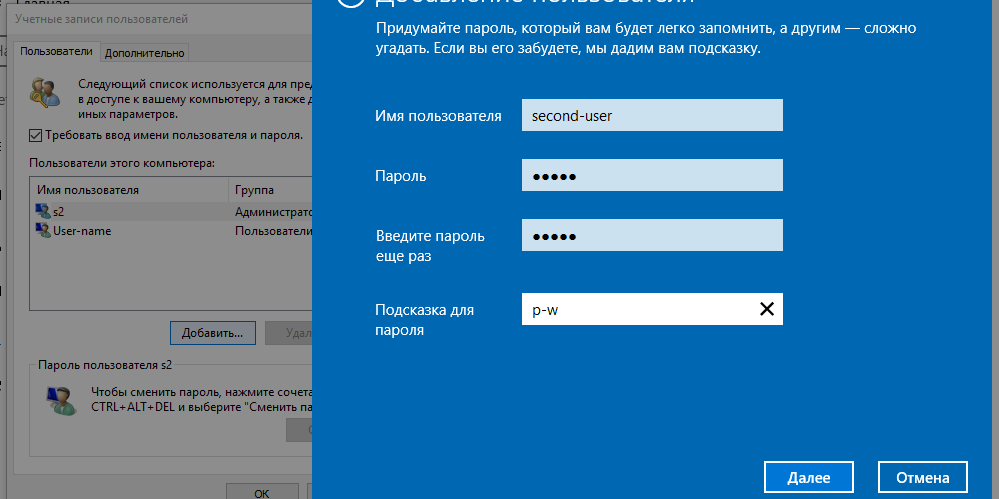 Учетные записи пользователей
Пользователи
Дополнительно
Следующий список используется для пред
в доступе к вашему компьютеру, а также д
иных параметров.
Требовать ввод имени пользователя и пароля.
Пользователи этого компьютера:
Имя пользователя
Группа
s2
Администрато
User-name
Пользователи
Добавить...
Удал
Пароль пользователя s2
Чтобы сменить пароль, нажмите сочета
CTRL+ALT+DEL и выберите "Сменить па
OK
Добавление пользователя
Придумайте пароль, который вам будет легко запомнить, а другим — сложно
угадать. Если вы его забудете, мы дадим вам подсказку.
Имя пользователя
second-user
Пароль
●●●●●
Введите пароль
еще раз
●●●●●
Подсказка для
пароля
p-w
Далее
Отмена